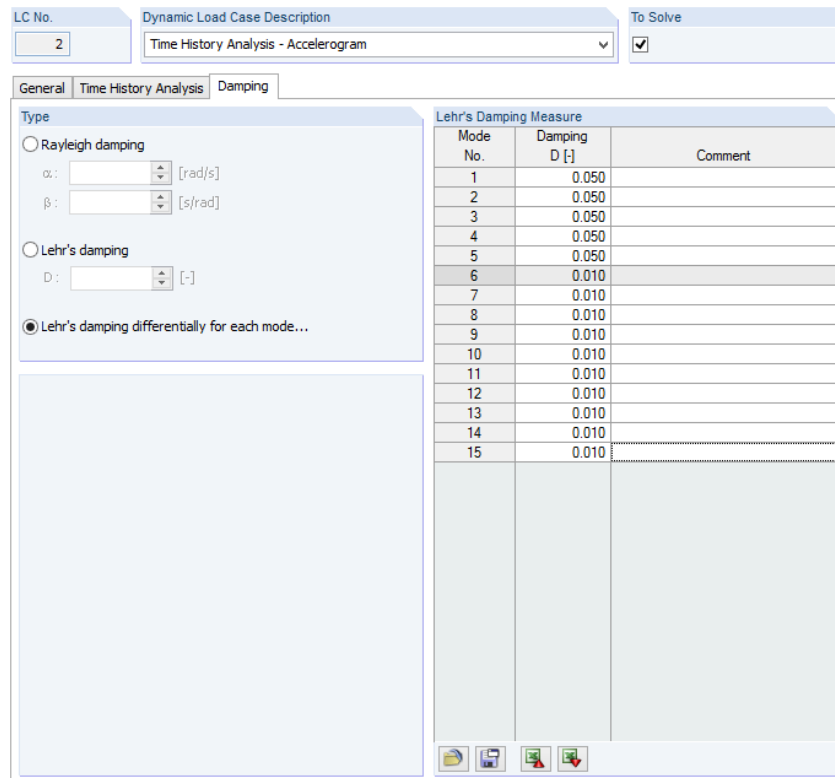 LC No.
Dynamic Load Case Description
To Solve
2
Time History Analysis - Accelerogram
General
Time History Analysis
Damping
Type
Rayleigh damping
α :
[rad/s]
β :
[s/rad]
Lehr's damping
D :
[-]
Lehr's damping differentially for each mode...
Lehr's Damping Measure
Mode Damping
No. D [-] Comment
1 0.050
2 0.050
3 0.050
4 0.050
5 0.050
6 0.010
7 0.010
8 0.010
9 0.010
10 0.010
11 0.010
12 0.010
13 0.010
14 0.010
15 0.010